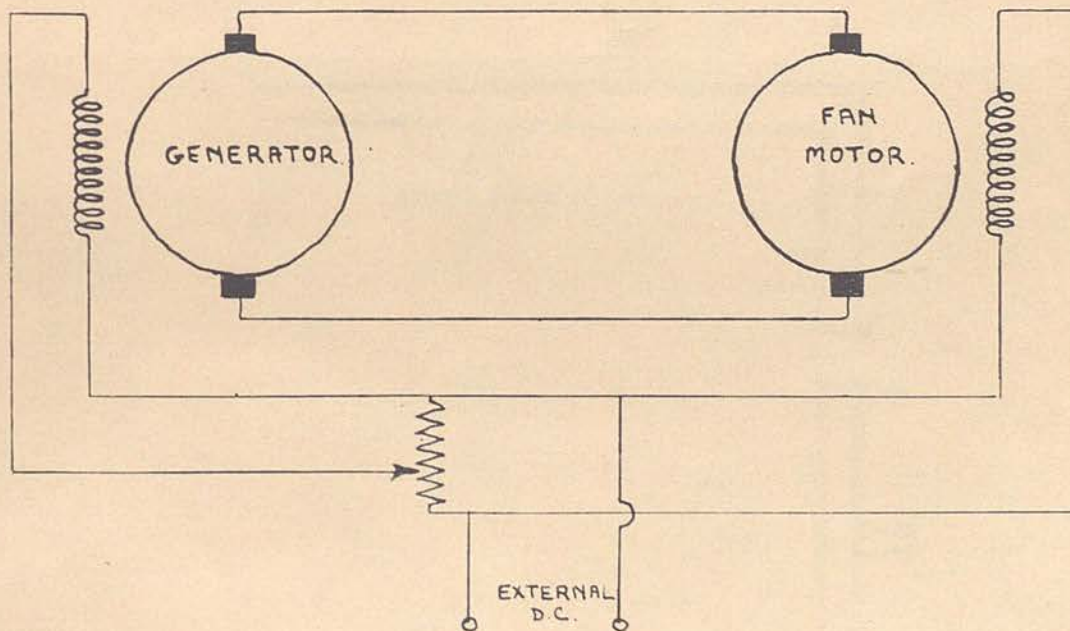 GENERATOR.
FAN
MOTOR.
EXTERNAL
D.C.